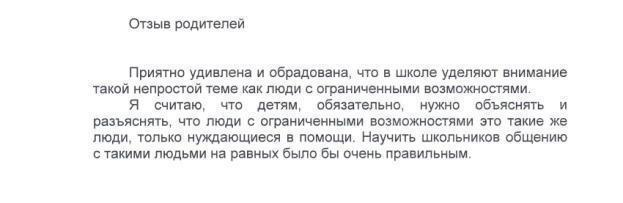 Отзыв родителей
Приятно удивлена и обрадована, что в школе уделяют внимание
такой непростой теме как люди с ограниченными возможностями.
Я считаю, что детям, обязательно, нужно объяснять и
разъяснять, что люди с ограниченными возможностями это такие же
люди, только нуждающиеся в помощи. Научить школьников общению
с такими людьми на равных было бы очень правильным.